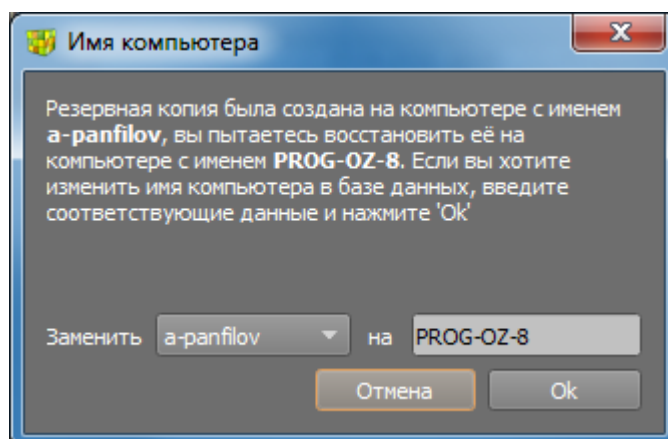 Имя компьютера
Резервная копия была создана на компьютере с именем
a-panfilov, вы пытаетесь восстановить её на
компьютере с именем PROG-OZ-8. Если вы хотите
изменить имя компьютера в базе данных, введите
соответствующие данные и нажмите 'Ok'
Заменить a-panfilov на PROG-OZ-8
Отмена Ok